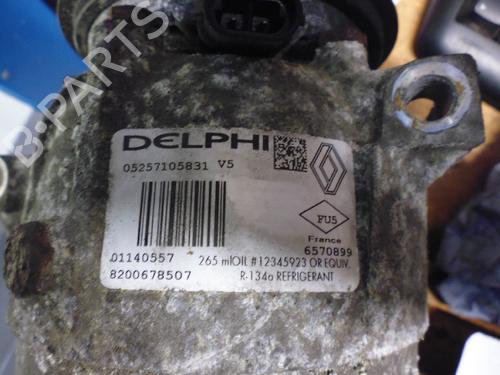 DELPHI
05257105831 V5
FU5
France
01140557
6570899
265 mlOIL #12345923 OR EQUIV.
8200678507
R-134a REFRIGERANT
B-PARTS